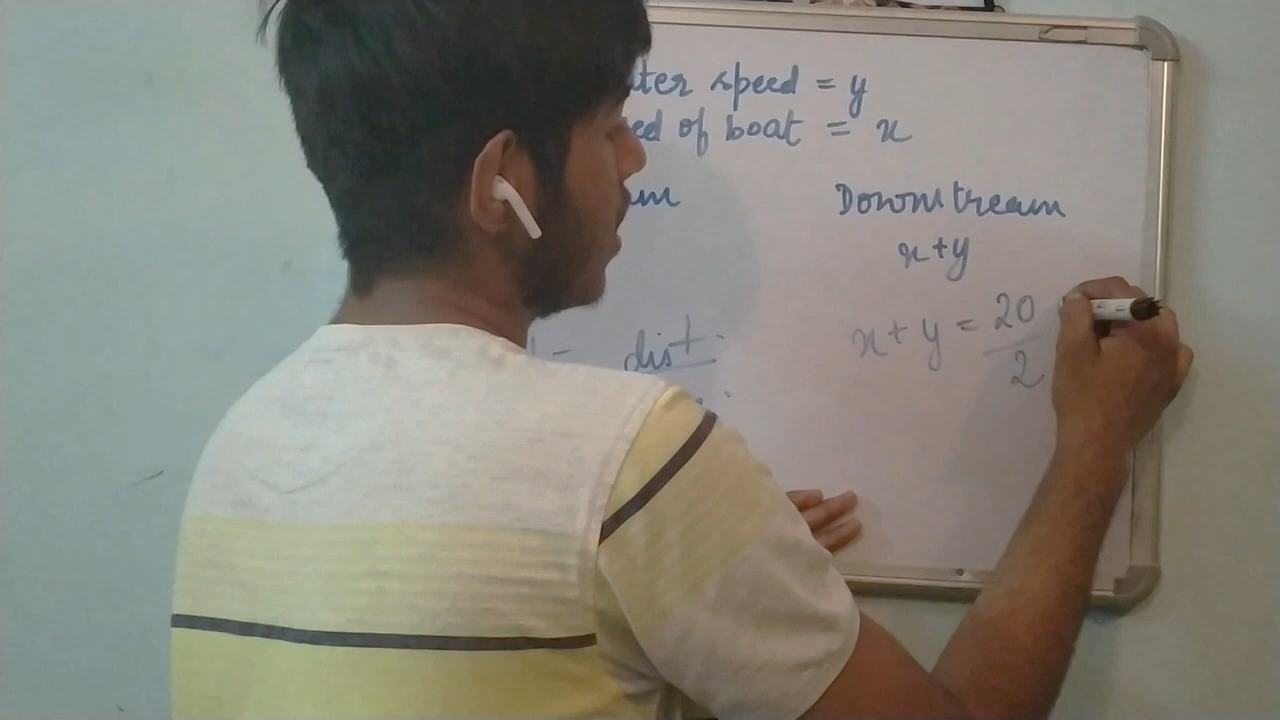 ter speed = y
ed of boat = x
Downstream
x+y
dist.
x+y = 20/2